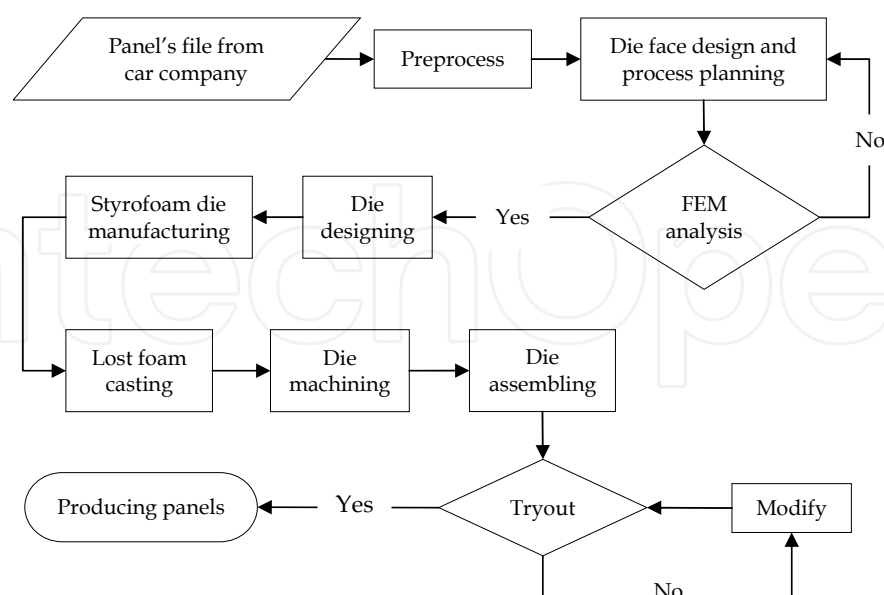 Panel's file from
car company
Preprocess
Die face design and
process planning
No
FEM
analysis
Yes
Die
designing
Styrofoam die
manufacturing
Lost foam
casting
Die
machining
Die
assembling
Tryout
Yes
Producing panels
Modify
No
ntechOpe